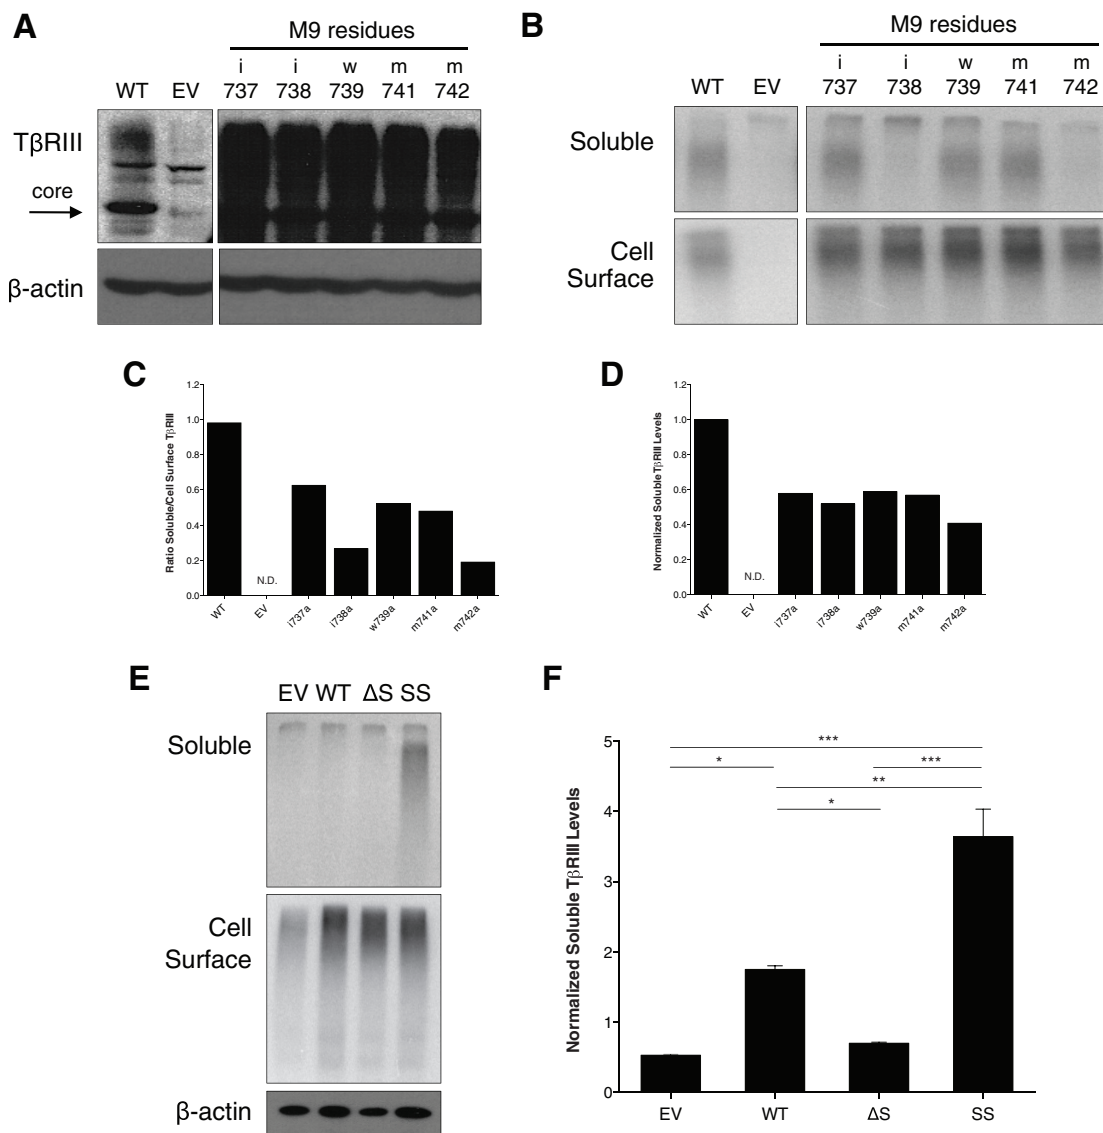 A
M9 residues
i i w m m
WT EV 737 738 739 741 742
TβRIII
core
β-actin
B
M9 residues
i i w m m
WT EV 737 738 739 741 742
Soluble
Cell
Surface
C
Ratio Soluble/Cell Surface TβRIII
1.2
1.0
0.8
0.6
0.4
0.2
0.0
N.D.
WT EV i737a i738a w739a m741a m742a
D
Normalized Soluble TβRIII Levels
1.2
1.0
0.8
0.6
0.4
0.2
0.0
N.D.
WT EV i737a i738a w739a m741a m742a
E
EV WT ΔS SS
Soluble
Cell
Surface
β-actin
F
Normalized Soluble TβRIII Levels
5
4
3
2
1
0
***
* ***
**
*
EV WT ΔS SS